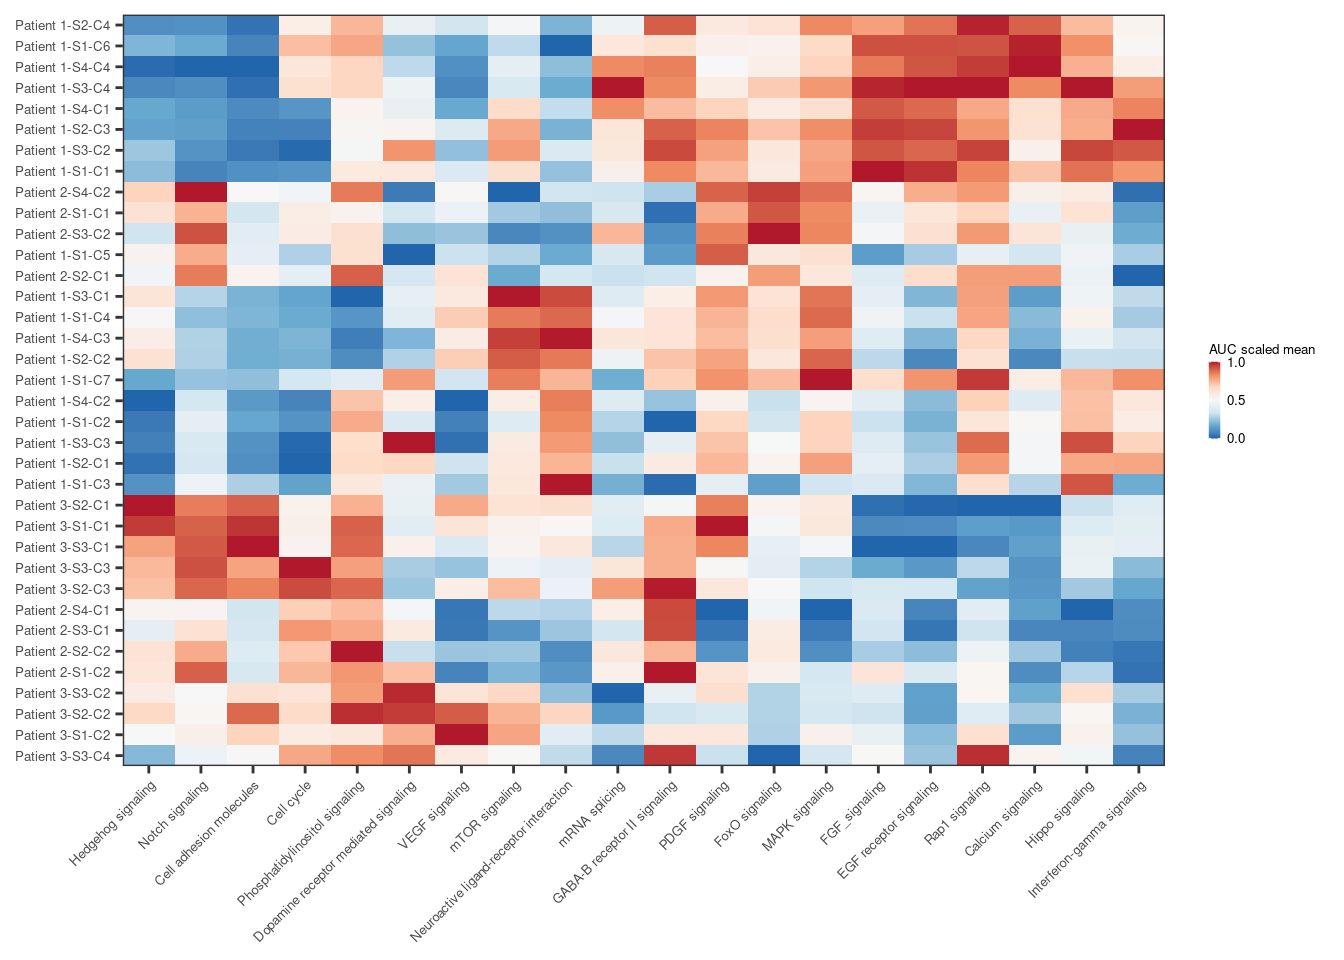 Patient 1-S2-C4
Patient 1-S1-C6
Patient 1-S4-C4
Patient 1-S3-C4
Patient 1-S4-C1
Patient 1-S2-C3
Patient 1-S3-C2
Patient 1-S1-C1
Patient 2-S4-C2
Patient 2-S1-C1
Patient 2-S3-C2
Patient 1-S1-C5
Patient 2-S2-C1
Patient 1-S3-C1
Patient 1-S1-C4
Patient 1-S4-C3
Patient 1-S2-C2
Patient 1-S1-C7
Patient 1-S4-C2
Patient 1-S1-C2
Patient 1-S3-C3
Patient 1-S2-C1
Patient 1-S1-C3
Patient 3-S2-C1
Patient 3-S1-C1
Patient 3-S3-C1
Patient 3-S3-C3
Patient 3-S2-C3
Patient 2-S4-C1
Patient 2-S3-C1
Patient 2-S2-C2
Patient 2-S1-C2
Patient 3-S3-C2
Patient 3-S2-C2
Patient 3-S1-C2
Patient 3-S3-C4
Hedgehog signaling
Notch signaling
Cell adhesion molecules
Cell cycle
Phosphatidylinositol signaling
Dopamine receptor mediated signaling
VEGF signaling
mTOR signaling
Neuroactive ligand-receptor interaction
mRNA splicing
GABA-B receptor II signaling
PDGF signaling
FoxO signaling
MAPK signaling
FGF_signaling
EGF receptor signaling
Rap1 signaling
Calcium signaling
Hippo signaling
Interferon-gamma signaling
AUC scaled mean
1.0
0.5
0.0